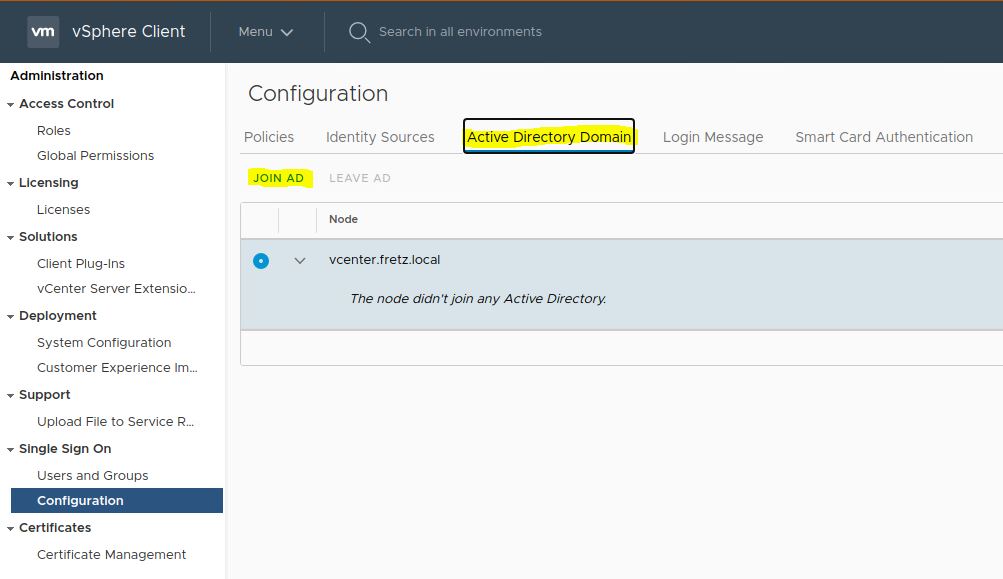 vm vSphere Client Menu Search in all environments
Administration
Access Control
Roles
Global Permissions
Licensing
Licenses
Solutions
Client Plug-Ins
vCenter Server Extensio...
Deployment
System Configuration
Customer Experience Im...
Support
Upload File to Service R...
Single Sign On
Users and Groups
Configuration
Certificates
Certificate Management
Configuration
Policies Identity Sources Active Directory Domain Login Message Smart Card Authentication
JOIN AD LEAVE AD
Node
vcenter.fretz.local
The node didn't join any Active Directory.